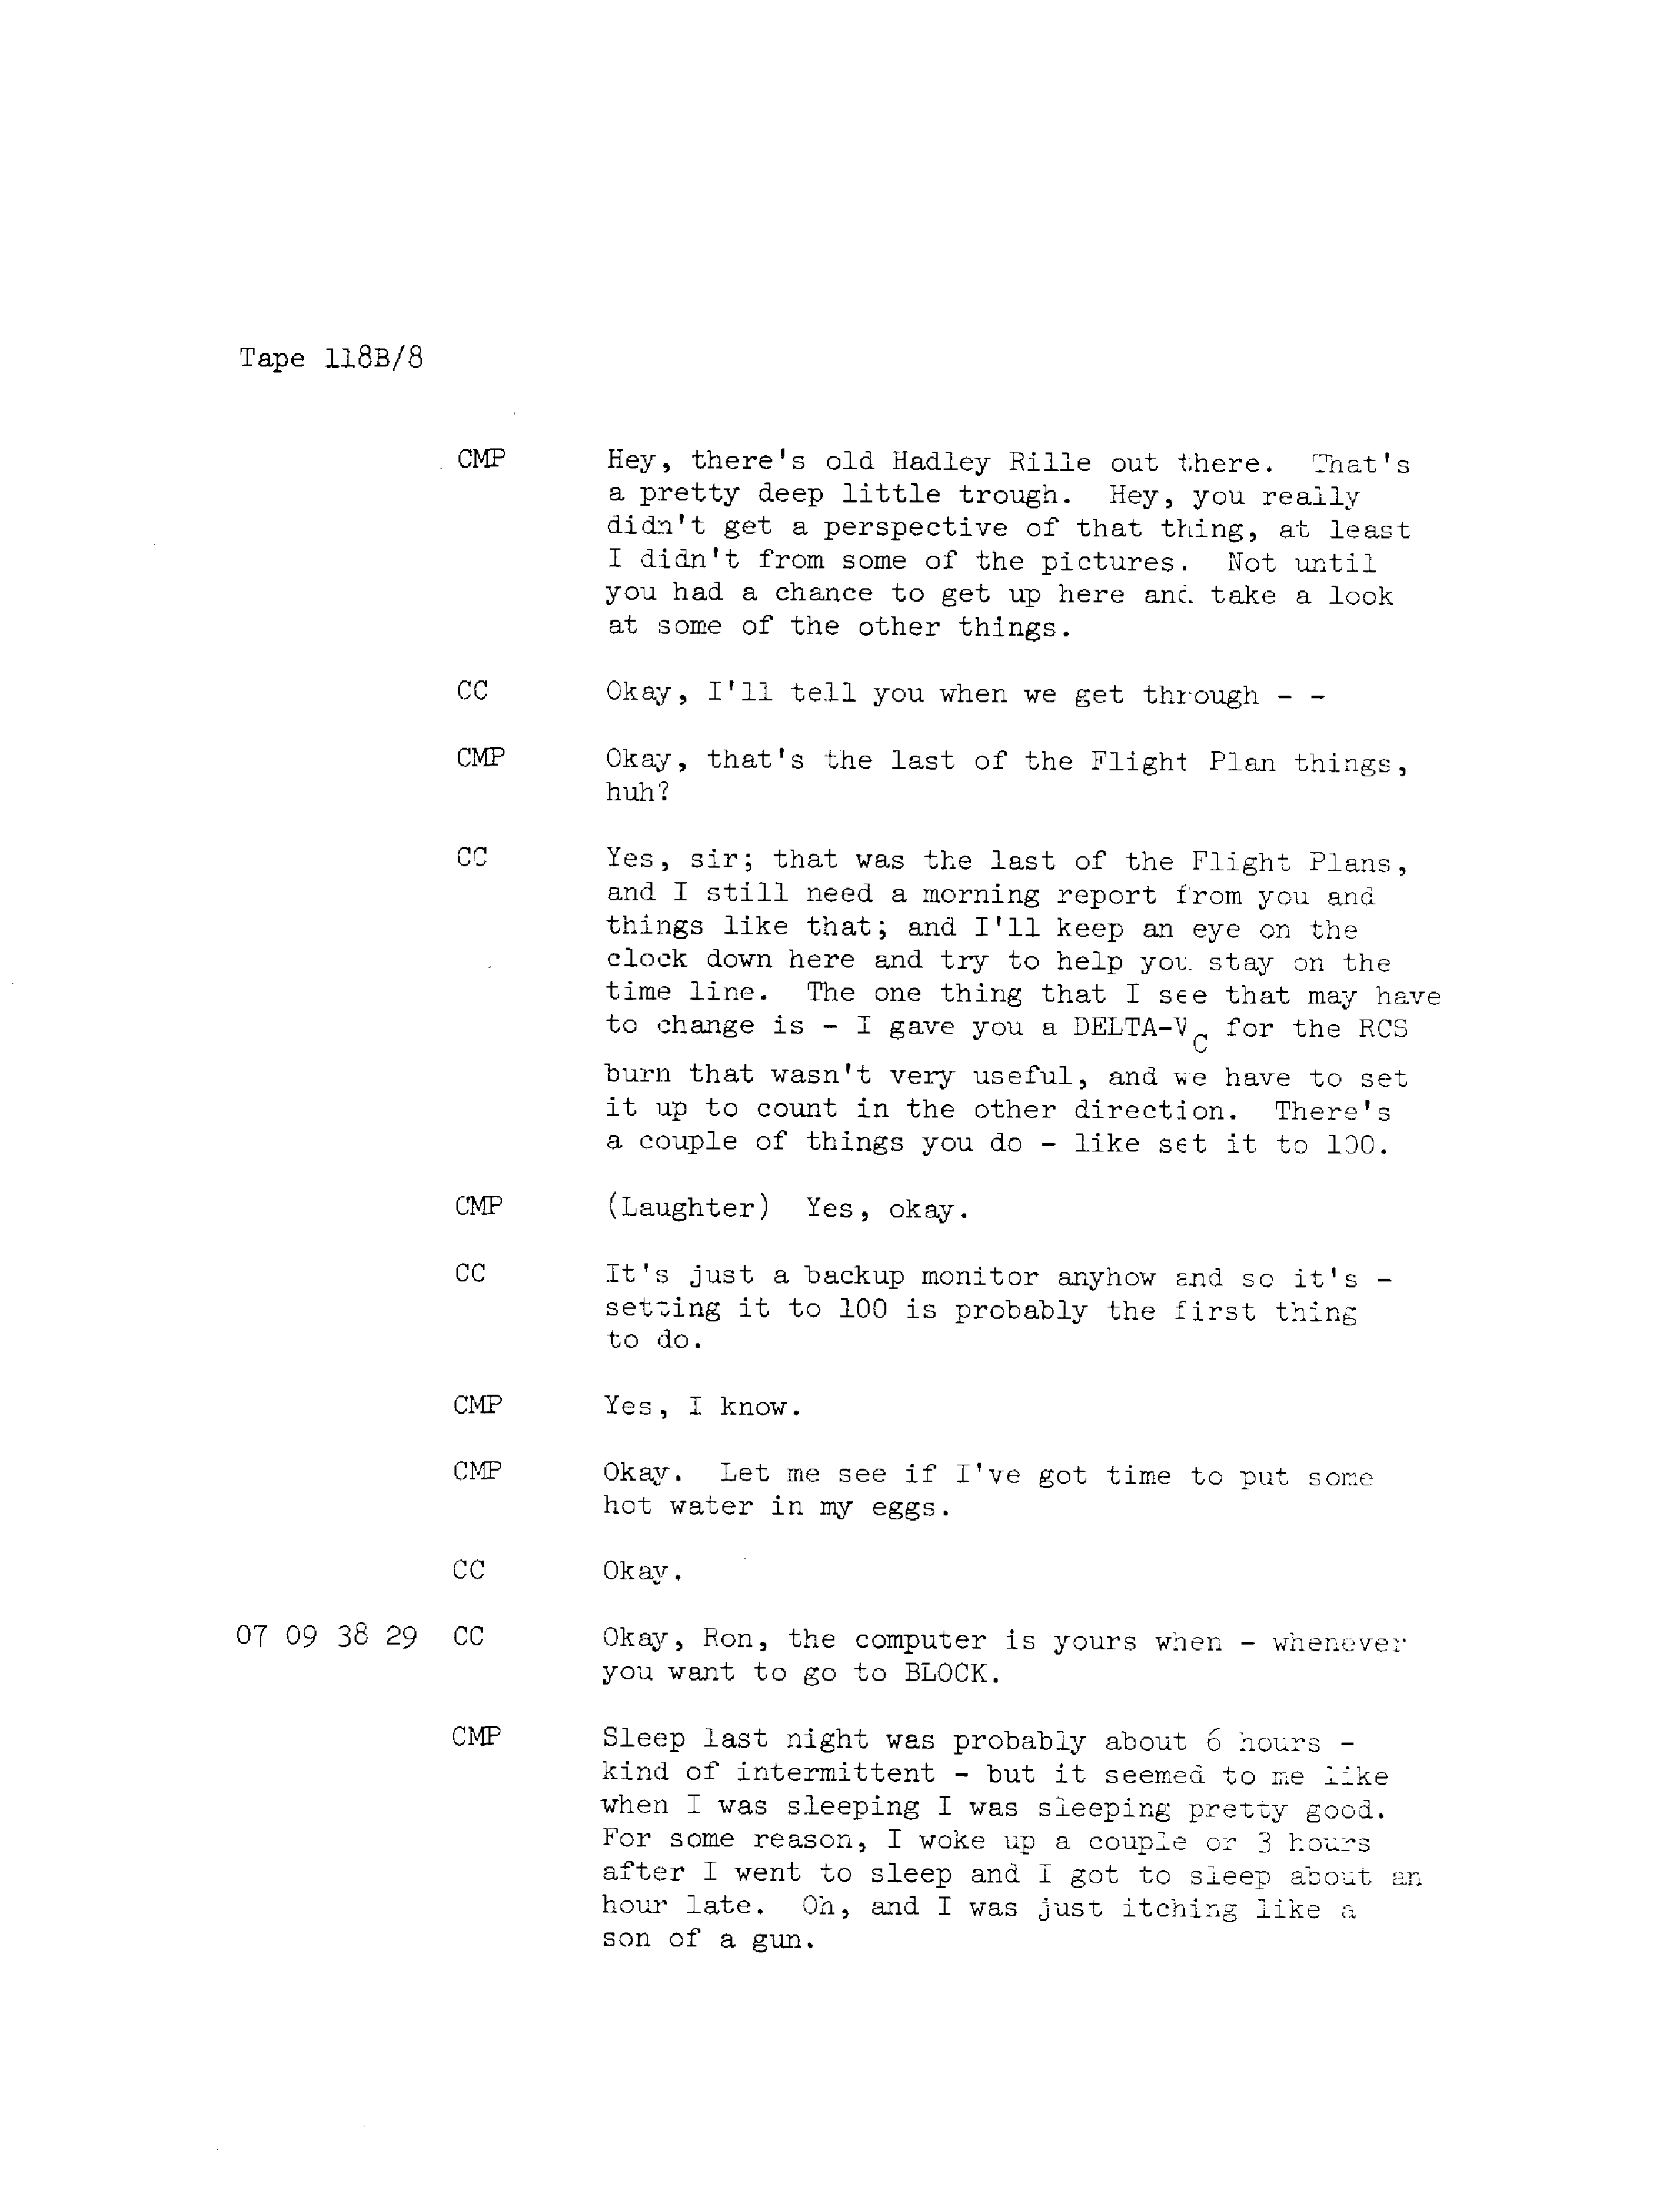 Tape 118B/8
CMP Hey, there's old Hadley Rille out there. That's
a pretty deep little trough. Hey, you really
didn't get a perspective of that thing, at least
I didn't from some of the pictures. Not until
you had a chance to get up here and take a look
at some of the other things.
CC Okay, I'll tell you when we get through - -
CMP Okay, that's the last of the Flight Plan things,
huh?
CC Yes, sir; that was the last of the Flight Plans,
and I still need a morning report from you and
things like that; and I'll keep an eye on the
clock down here and try to help you stay on the
time line. The one thing that I see that may have
to change is - I gave you a DELTA-VC for the RCS
burn that wasn't very useful, and we have to set
it up to count in the other direction. There's
a couple of things you do - like set it to 100.
CMP (Laughter) Yes, okay.
CC It's just a backup monitor anyhow and so it's -
setting it to 100 is probably the first thing
to do.
CMP Yes, I know.
CMP Okay. Let me see if I've got time to put some
hot water in my eggs.
CC Okay.
07 09 38 29 CC Okay, Ron, the computer is yours when - whenever
you want to go to BLOCK.
CMP Sleep last night was probably about 6 hours -
kind of intermittent - but it seemed to me like
when I was sleeping I was sleeping pretty good.
For some reason, I woke up a couple or 3 hours
after I went to sleep and I got to sleep about an
hour late. Oh, and I was just itching like a
son of a gun.